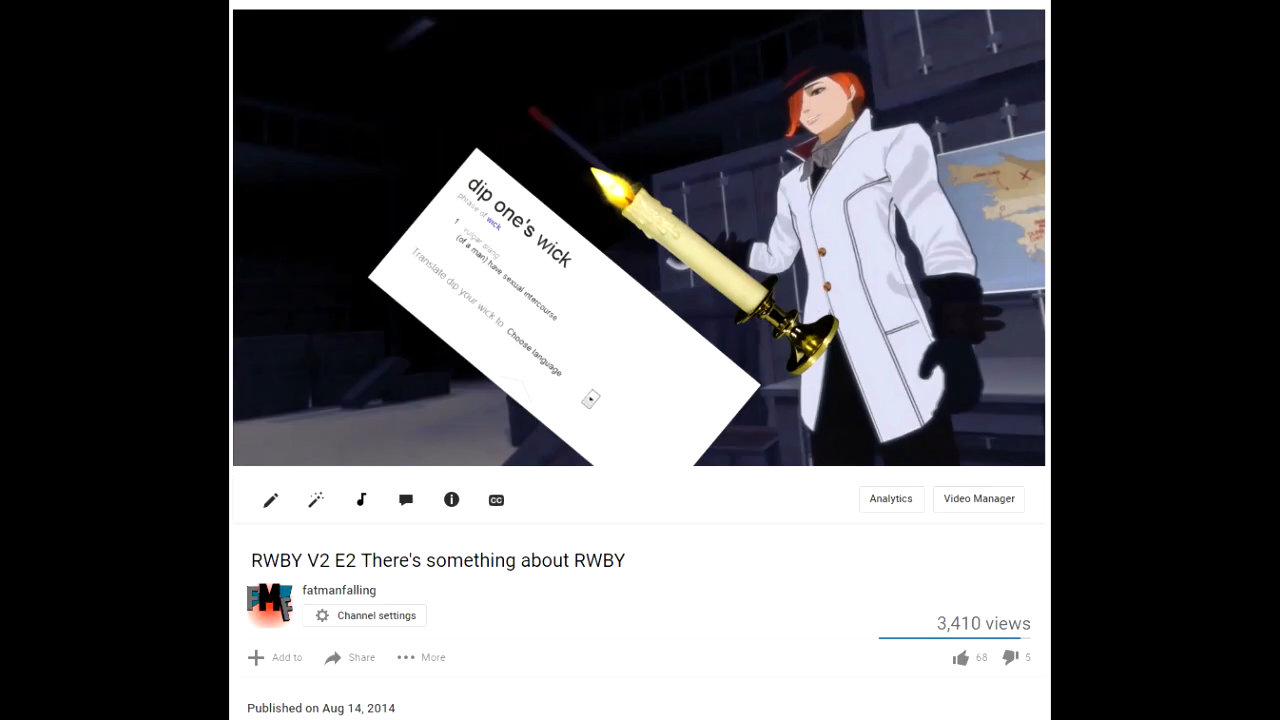 dip one's wick
phrase of wick
1
vulgar slang
(of a man) have sexual intercourse
Translate dip your wick to Choose language
CC
Analytics
Video Manager
RWBY V2 E2 There's something about RWBY
FMF
fatmanfalling
Channel settings
3,410 views
Add to
Share
More
68
5
Published on Aug 14, 2014